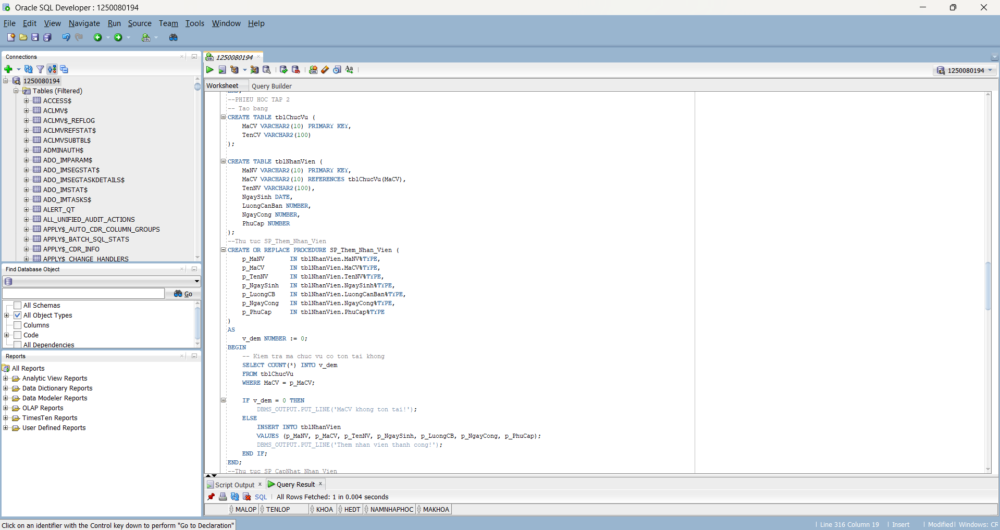 Oracle SQL Developer : 1250080194
File Edit View Navigate Run Source Team Tools Window Help
Connections
1250080194
Tables (Filtered)
ACCESS$
ACLMV$
ACLMV$_REFLOG
ACLMVREFSTAT$
ACLMVSUBTBL$
ADMINAUTH$
ADO_IMPARAM$
ADO_IMSEGSTAT$
ADO_IMSEGTASKDETAILS$
ADO_IMSTAT$
ADO_IMTASKS$
ALERT_QT
ALL_UNIFIED_AUDIT_ACTIONS
APPLY$_AUTO_CDR_COLUMN_GROUPS
APPLY$_BATCH_SQL_STATS
APPLY$_CDR_INFO
APPLY$_CHANGE_HANDLERS
Find Database Object
Go
All Schemas
All Object Types
Columns
Code
All Dependencies
Reports
All Reports
Analytic View Reports
Data Dictionary Reports
Data Modeler Reports
OLAP Reports
TimesTen Reports
User Defined Reports
1250080194
1250080194
Worksheet Query Builder
END;
--PHIEU HOC TAP 2
-- Tao bang
CREATE TABLE tblChucVu (
MaCV VARCHAR2(10) PRIMARY KEY,
TenCV VARCHAR2(100)
);
CREATE TABLE tblNhanVien (
MaNV VARCHAR2(10) PRIMARY KEY,
MaCV VARCHAR2(10) REFERENCES tblChucVu(MaCV),
TenNV VARCHAR2(100),
NgaySinh DATE,
LuongCanBan NUMBER,
NgayCong NUMBER,
PhuCap NUMBER
);
--Thu tuc SP_Them_Nhan_Vien
CREATE OR REPLACE PROCEDURE SP_Them_Nhan_Vien (
p_MaNV IN tblNhanVien.MaNV%TYPE,
p_MaCV IN tblNhanVien.MaCV%TYPE,
p_TenNV IN tblNhanVien.TenNV%TYPE,
p_NgaySinh IN tblNhanVien.NgaySinh%TYPE,
p_LuongCB IN tblNhanVien.LuongCanBan%TYPE,
p_NgayCong IN tblNhanVien.NgayCong%TYPE,
p_PhuCap IN tblNhanVien.PhuCap%TYPE
)
AS
v_dem NUMBER := 0;
BEGIN
-- Kiem tra ma chuc vu co ton tai khong
SELECT COUNT(*) INTO v_dem
FROM tblChucVu
WHERE MaCV = p_MaCV;
IF v_dem = 0 THEN
DBMS_OUTPUT.PUT_LINE('MaCV khong ton tai!');
ELSE
INSERT INTO tblNhanVien
VALUES (p_MaNV, p_MaCV, p_TenNV, p_NgaySinh, p_LuongCB, p_NgayCong, p_PhuCap);
DBMS_OUTPUT.PUT_LINE('Them nhan vien thanh cong!');
END IF;
END;
--Thu tuc SP_CapNhat_Nhan_Vien
Script Output Query Result
SQL All Rows Fetched: 1 in 0.004 seconds
MALOP TENLOP KHOA HEDT NAMNHAPHOC MAKHOA
Click on an identifier with the Control key down to perform "Go to Declaration"
Line 316 Column 19 Insert Modified Windows: CR